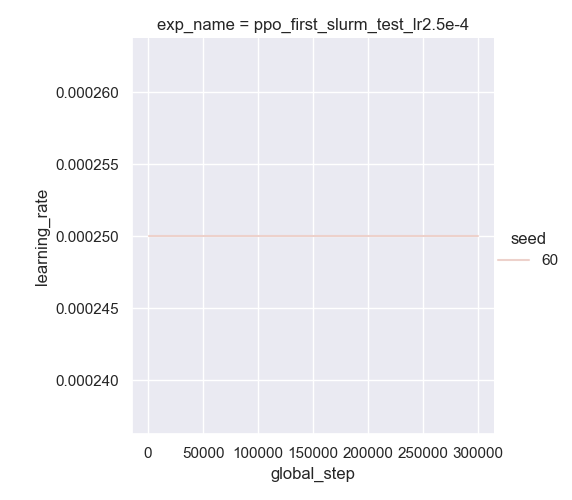 exp_name = ppo_first_slurm_test_lr2.5e-4
0.000260
0.000255
0.000250
0.000245
0.000240
learning_rate
seed
60
0 50000 100000 150000 200000 250000 300000
global_step